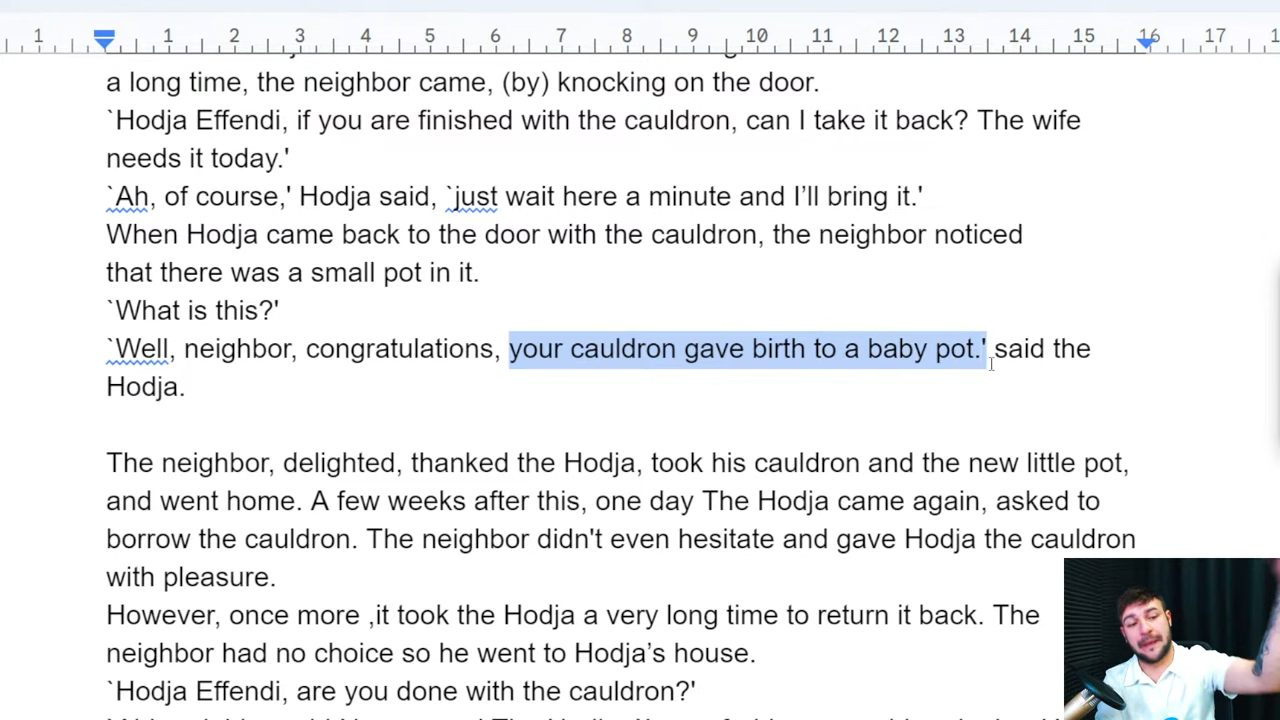 1 1 2 3 4 5 6 7 8 9 10 11 12 13 14 15 16 17
a long time, the neighbor came, (by) knocking on the door.
`Hodja Effendi, if you are finished with the cauldron, can I take it back? The wife
needs it today.'
`Ah, of course,' Hodja said, `just wait here a minute and I’ll bring it.'
When Hodja came back to the door with the cauldron, the neighbor noticed
that there was a small pot in it.
`What is this?'
`Well, neighbor, congratulations, your cauldron gave birth to a baby pot.' said the
Hodja.
The neighbor, delighted, thanked the Hodja, took his cauldron and the new little pot,
and went home. A few weeks after this, one day The Hodja came again, asked to
borrow the cauldron. The neighbor didn't even hesitate and gave Hodja the cauldron
with pleasure.
However, once more ,it took the Hodja a very long time to return it back. The
neighbor had no choice so he went to Hodja’s house.
`Hodja Effendi, are you done with the cauldron?'